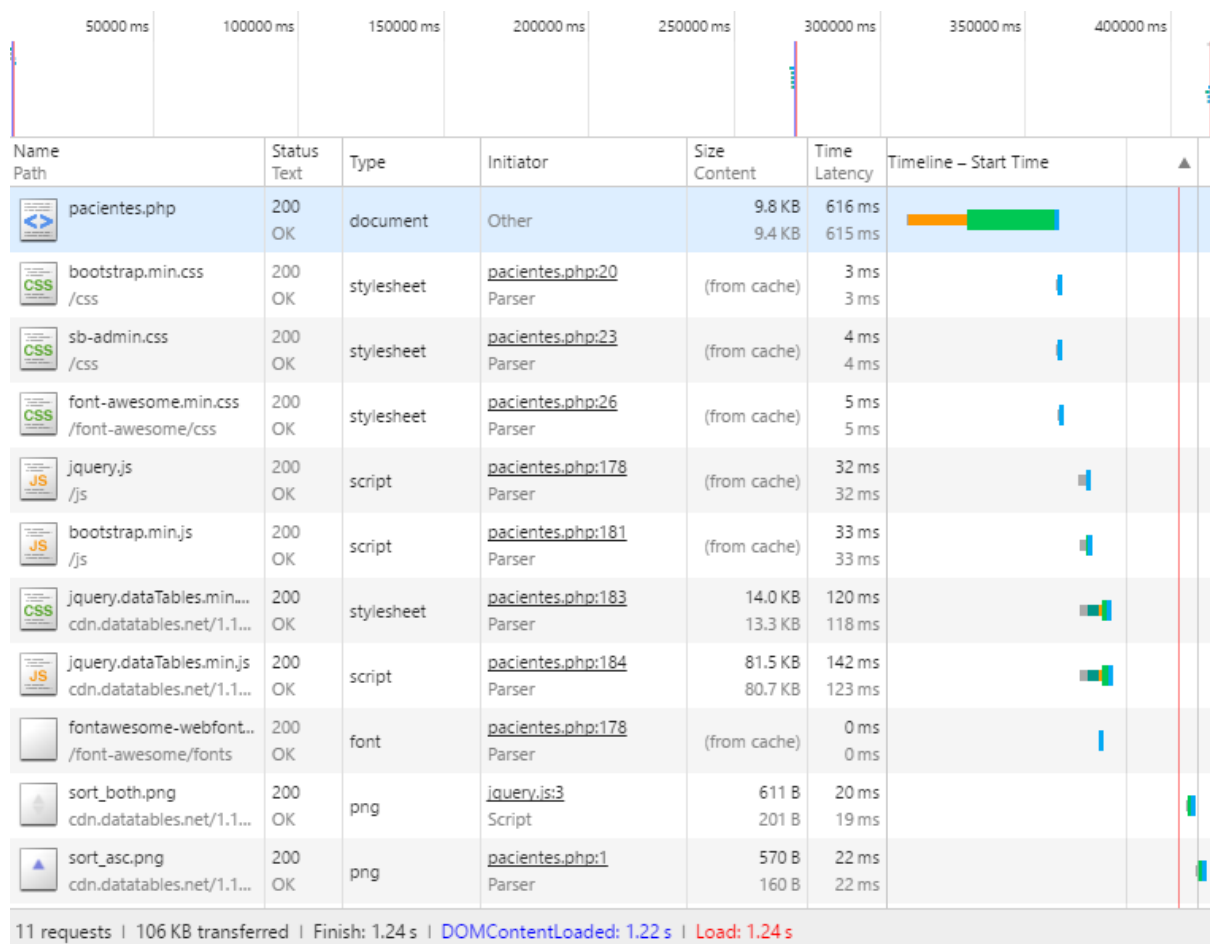 50000 ms 100000 ms 150000 ms 200000 ms 250000 ms 300000 ms 350000 ms 400000 ms
Name Status Type Initiator Size Time Timeline – Start Time ▲
Path Text Content Latency
pacientes.php 200 document Other 9.8 KB 616 ms
OK 9.4 KB 615 ms
bootstrap.min.css 200 stylesheet pacientes.php:20 (from cache) 3 ms
/css OK Parser 3 ms
sb-admin.css 200 stylesheet pacientes.php:23 (from cache) 4 ms
/css OK Parser 4 ms
font-awesome.min.css 200 stylesheet pacientes.php:26 (from cache) 5 ms
/font-awesome/css OK Parser 5 ms
jquery.js 200 script pacientes.php:178 (from cache) 32 ms
/js OK Parser 32 ms
bootstrap.min.js 200 script pacientes.php:181 (from cache) 33 ms
/js OK Parser 33 ms
jquery.dataTables.min.... 200 stylesheet pacientes.php:183 14.0 KB 120 ms
cdn.datatables.net/1.1... OK Parser 13.3 KB 118 ms
jquery.dataTables.min.js 200 script pacientes.php:184 81.5 KB 142 ms
cdn.datatables.net/1.1... OK Parser 80.7 KB 123 ms
fontawesome-webfont... 200 font pacientes.php:178 (from cache) 0 ms
/font-awesome/fonts OK Parser 0 ms
sort_both.png 200 png jquery.js:3 611 B 20 ms
cdn.datatables.net/1.1... OK Script 201 B 19 ms
sort_asc.png 200 png pacientes.php:1 570 B 22 ms
cdn.datatables.net/1.1... OK Parser 160 B 22 ms
CSS
CSS
CSS
JS
JS
CSS
JS
11 requests | 106 KB transferred | Finish: 1.24 s | DOMContentLoaded: 1.22 s | Load: 1.24 s